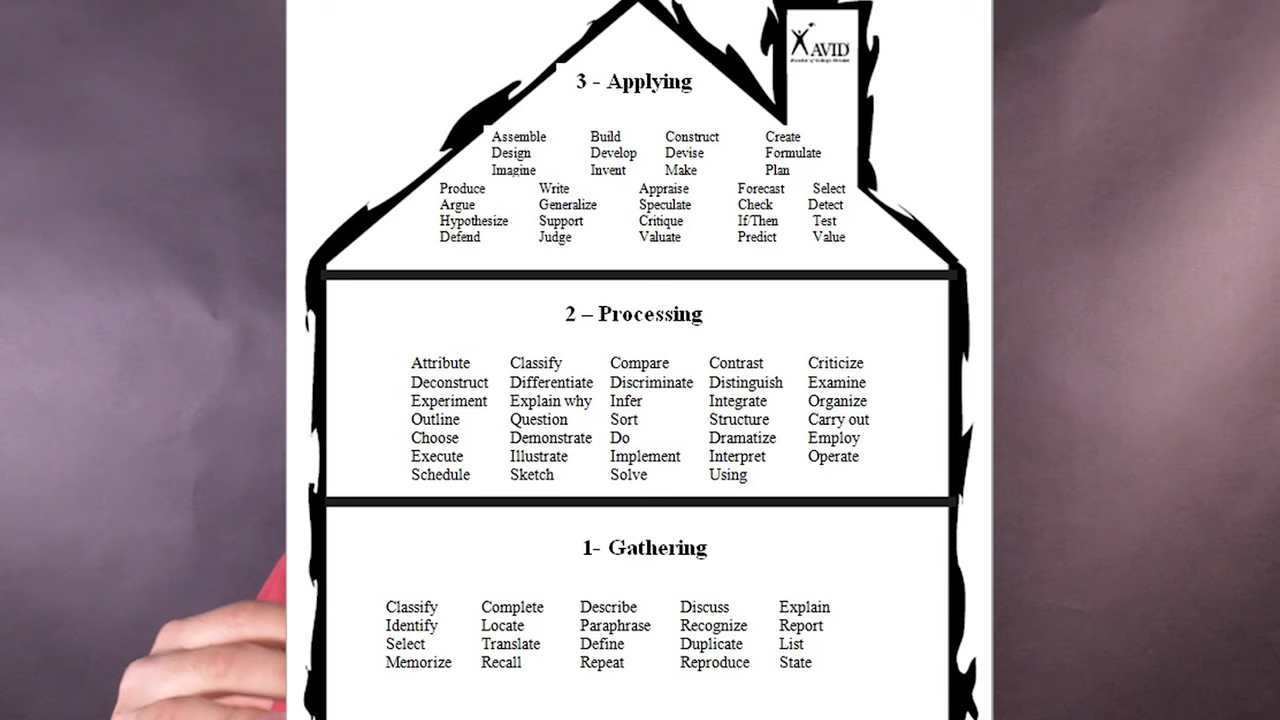 AVID
3 - Applying
Assemble Build Construct Create
Design Develop Devise Formulate
Imagine Invent Make Plan
Produce Write Appraise Forecast Select
Argue Generalize Speculate Check Detect
Hypothesize Support Critique If/Then Test
Defend Judge Valuate Predict Value
2 – Processing
Attribute Classify Compare Contrast Criticize
Deconstruct Differentiate Discriminate Distinguish Examine
Experiment Explain why Infer Integrate Organize
Outline Question Sort Structure Carry out
Choose Demonstrate Do Dramatize Employ
Execute Illustrate Implement Interpret Operate
Schedule Sketch Solve Using
1- Gathering
Classify Complete Describe Discuss Explain
Identify Locate Paraphrase Recognize Report
Select Translate Define Duplicate List
Memorize Recall Repeat Reproduce State